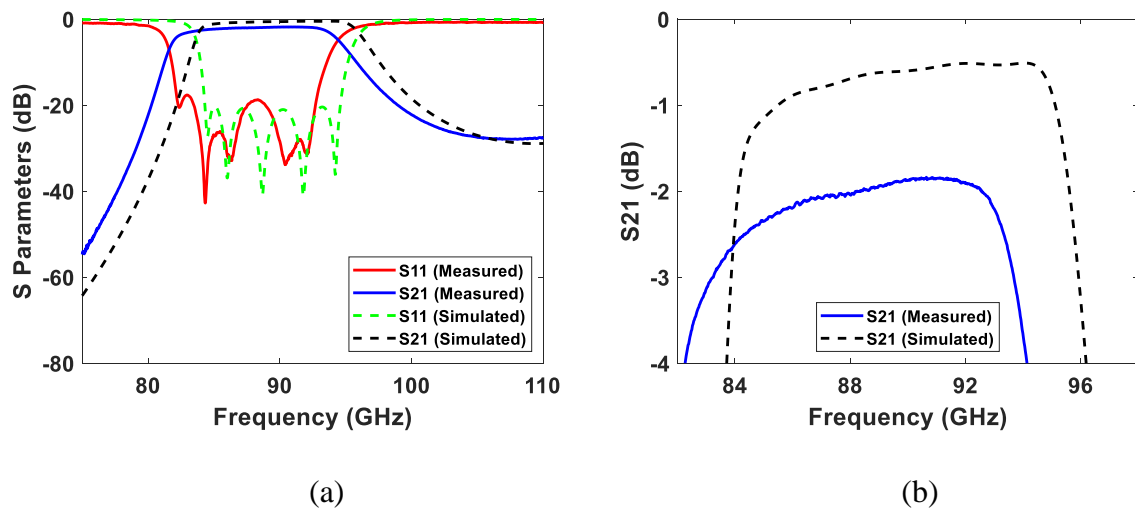 0
-20
-40
-60
-80
S Parameters (dB)
S11 (Measured)
S21 (Measured)
S11 (Simulated)
S21 (Simulated)
80 90 100 110
Frequency (GHz)
(a)
0
-1
-2
-3
-4
S21 (dB)
S21 (Measured)
S21 (Simulated)
84 88 92 96
Frequency (GHz)
(b)